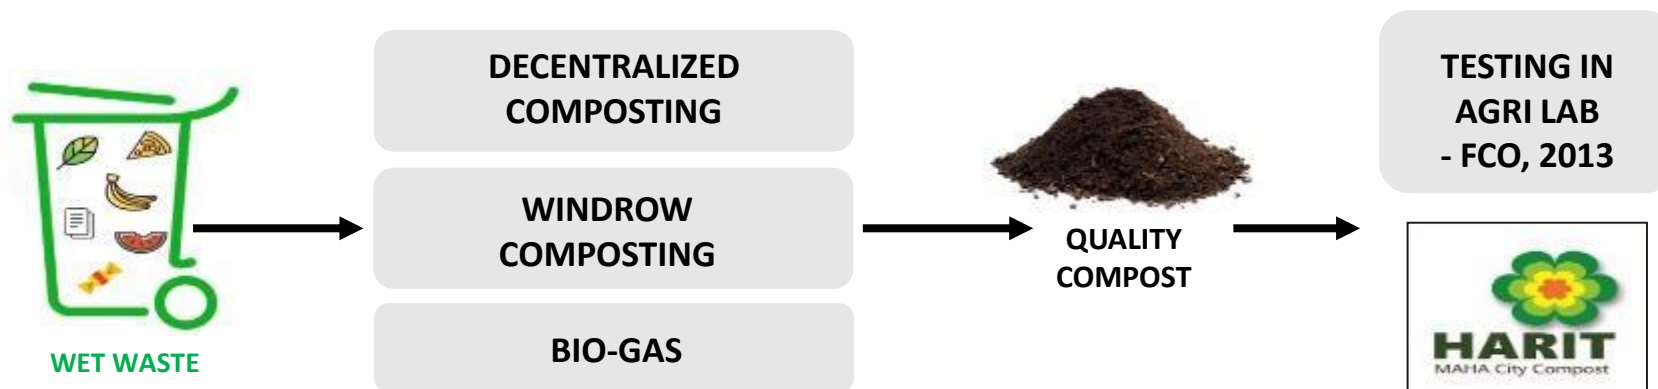 WET WASTE
DECENTRALIZED
COMPOSTING
WINDROW
COMPOSTING
BIO-GAS
QUALITY
COMPOST
TESTING IN
AGRI LAB
- FCO, 2013
HARIT
MAHA City Compost